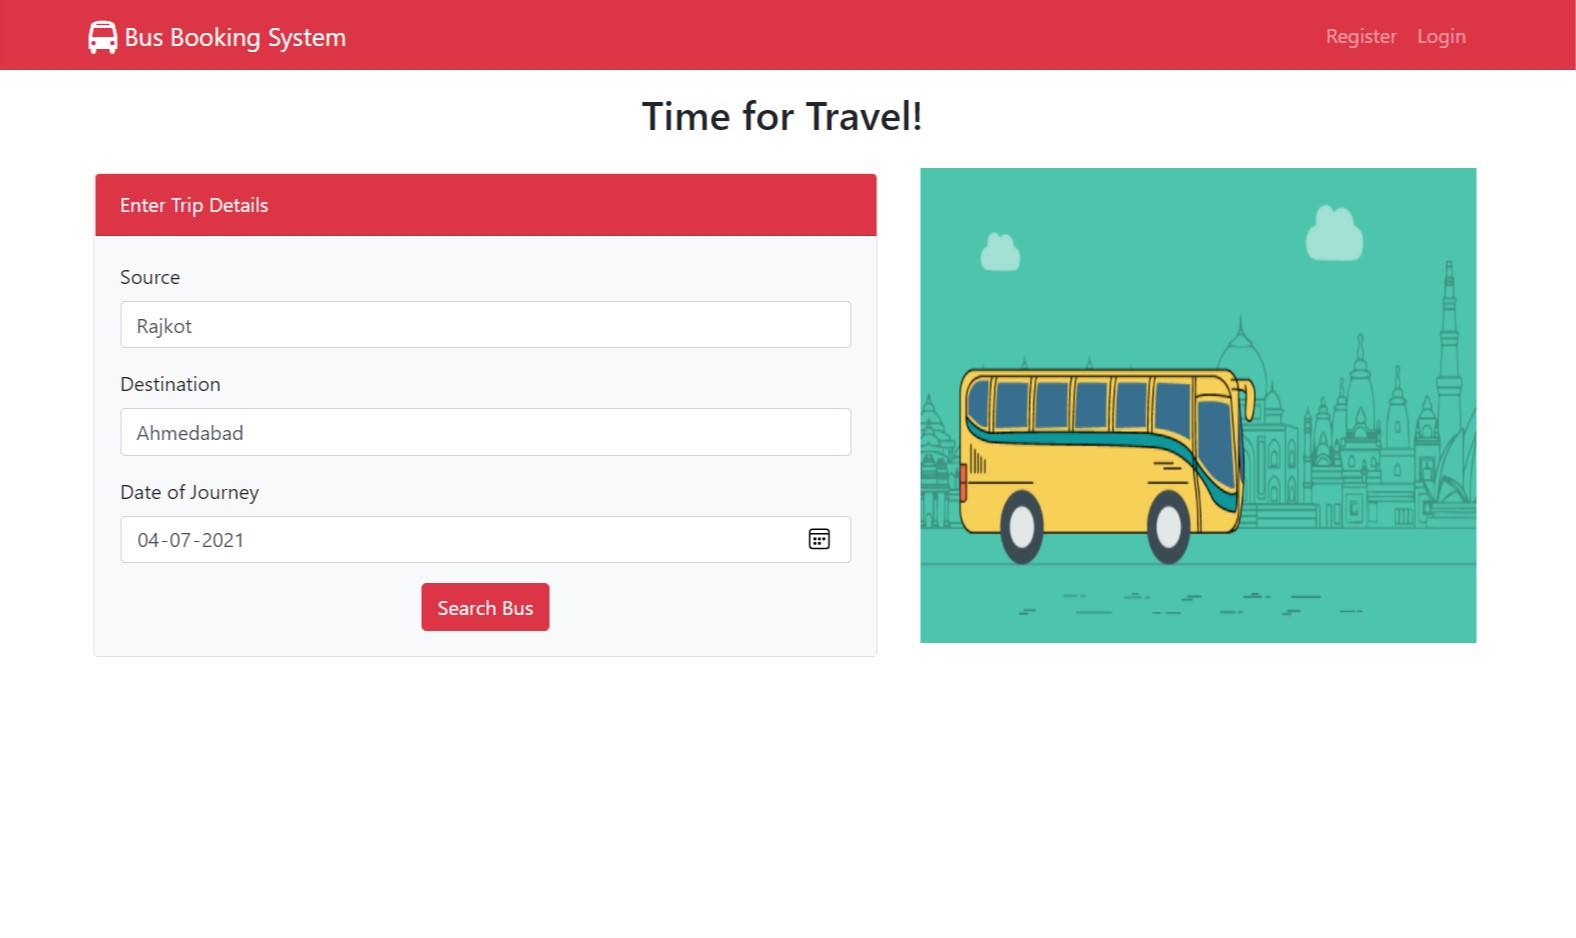 Bus Booking System
Register Login
Time for Travel!
Enter Trip Details
Source
Rajkot
Destination
Ahmedabad
Date of Journey
04-07-2021
Search Bus